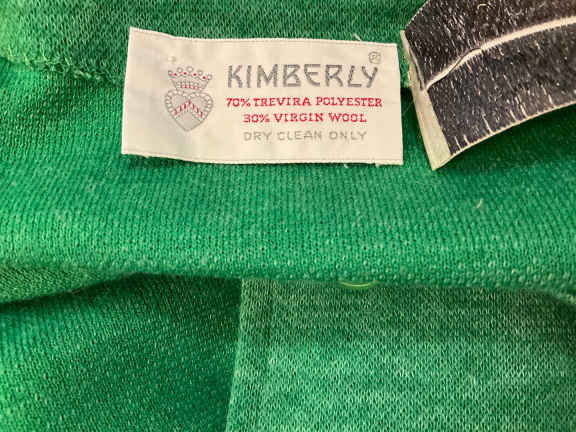 KIMBERLY®
70% TREVIRA POLYESTER
30% VIRGIN WOOL
DRY CLEAN ONLY